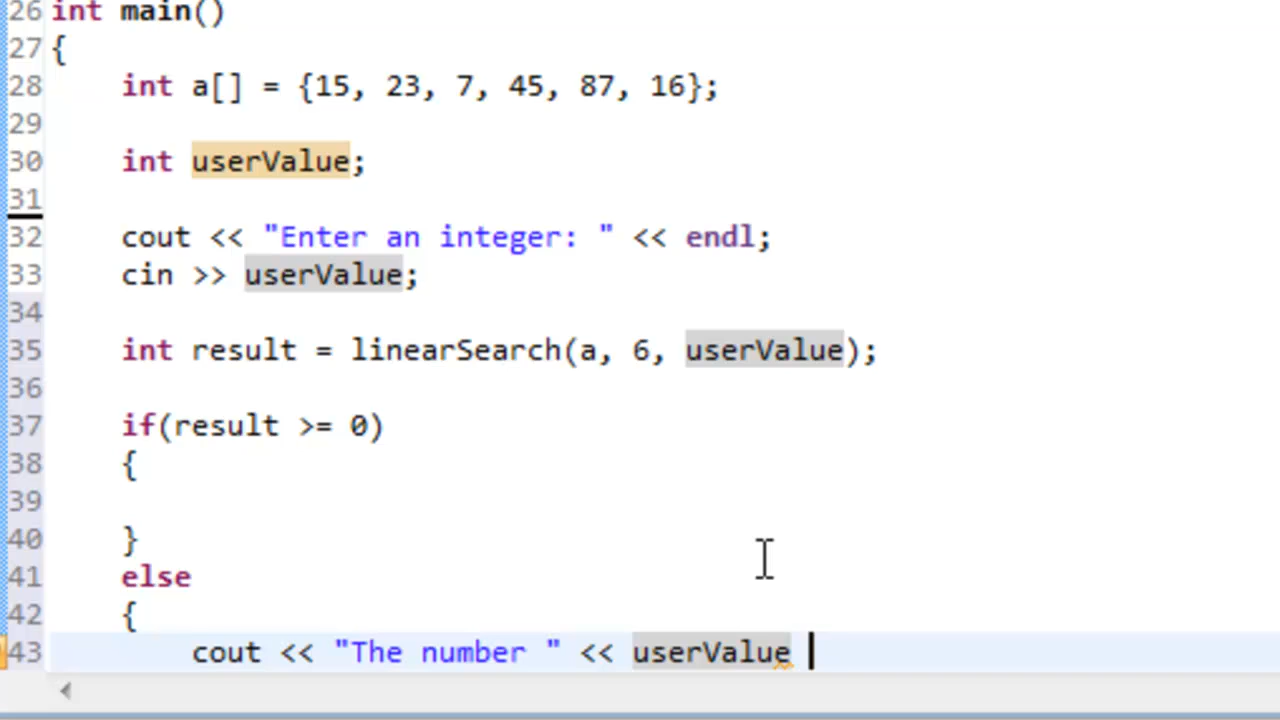 26 int main()
27 {
28 int a[] = {15, 23, 7, 45, 87, 16};
29
30 int userValue;
31
32 cout << "Enter an integer: " << endl;
33 cin >> userValue;
34
35 int result = linearSearch(a, 6, userValue);
36
37 if(result >= 0)
38 {
39
40 }
41 else
42 {
43 cout << "The number " << userValue